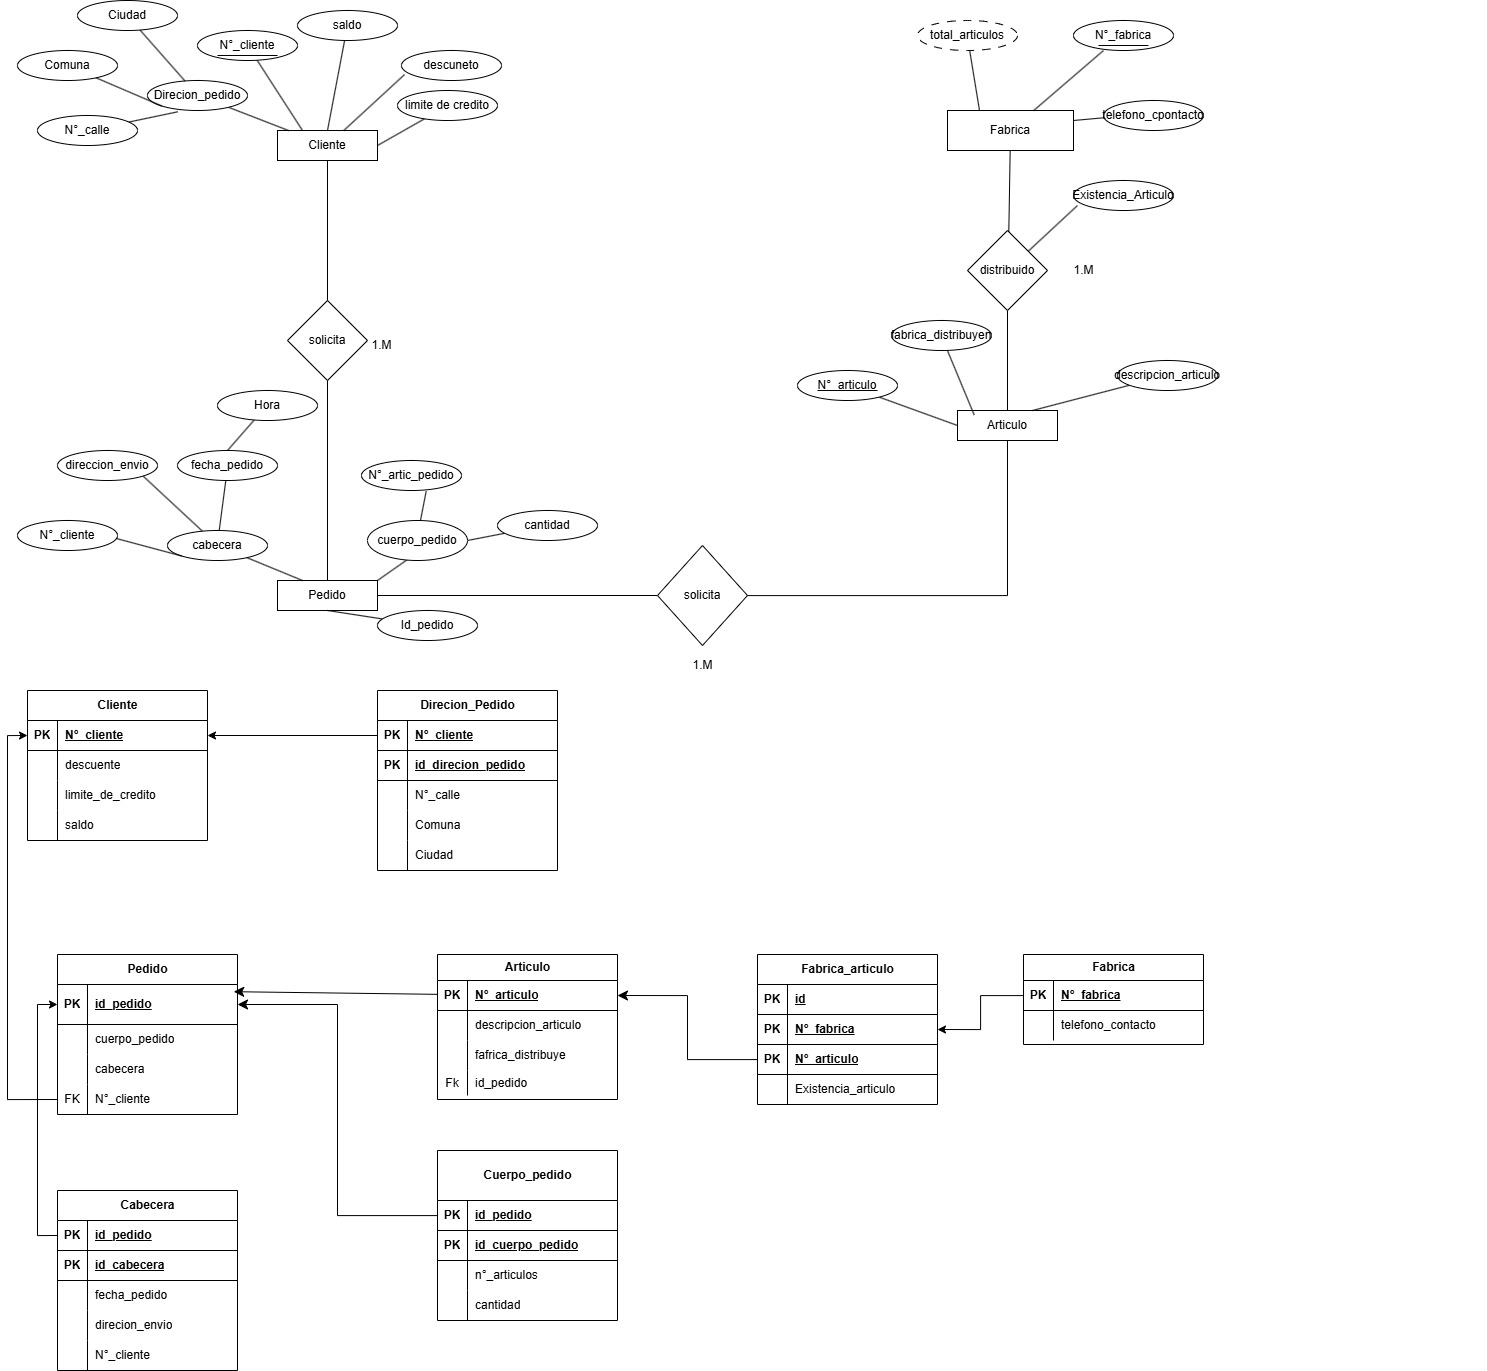 Ciudad
saldo
N°_cliente
total_articulos
N°_fabrica
Comuna
descuneto
Direcion_pedido
limite de credito
telefono_cpontacto
N°_calle
Cliente
Fabrica
Existencia_Articulo
distribuido
1.M
solicita
1.M
fabrica_distribuyen
N°_articulo
descripcion_articulo
Hora
Articulo
direccion_envio
fecha_pedido
N°_artic_pedido
N°_cliente
cabecera
cuerpo_pedido
cantidad
Pedido
solicita
Id_pedido
1.M
Cliente
PK N°_cliente
descuente
limite_de_credito
saldo
Direcion_Pedido
PK N°_cliente
PK id_direcion_pedido
N°_calle
Comuna
Ciudad
Pedido
PK id_pedido
cuerpo_pedido
cabecera
FK N°_cliente
Articulo
PK N°_articulo
descripcion_articulo
fafrica_distribuye
Fk id_pedido
Fabrica_articulo
PK id
PK N°_fabrica
PK N°_articulo
Existencia_articulo
Fabrica
PK N°_fabrica
telefono_contacto
Cabecera
PK id_pedido
PK id_cabecera
fecha_pedido
direcion_envio
N°_cliente
Cuerpo_pedido
PK id_pedido
PK id_cuerpo_pedido
n°_articulos
cantidad